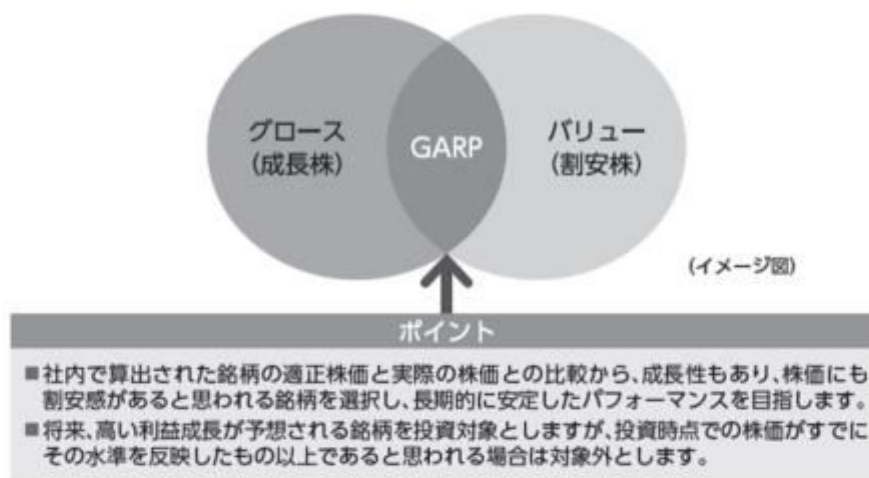 グロース
(成長株)
GARP
バリュー
(割安株)
(イメージ図)
ポイント
■社内で算出された銘柄の適正株価と実際の株価との比較から、成長性もあり、株価にも
割安感があると思われる銘柄を選択し、長期的に安定したパフォーマンスを目指します。
■将来、高い利益成長が予想される銘柄を投資対象としますが、投資時点での株価がすでに
その水準を反映したもの以上であると思われる場合は対象外とします。